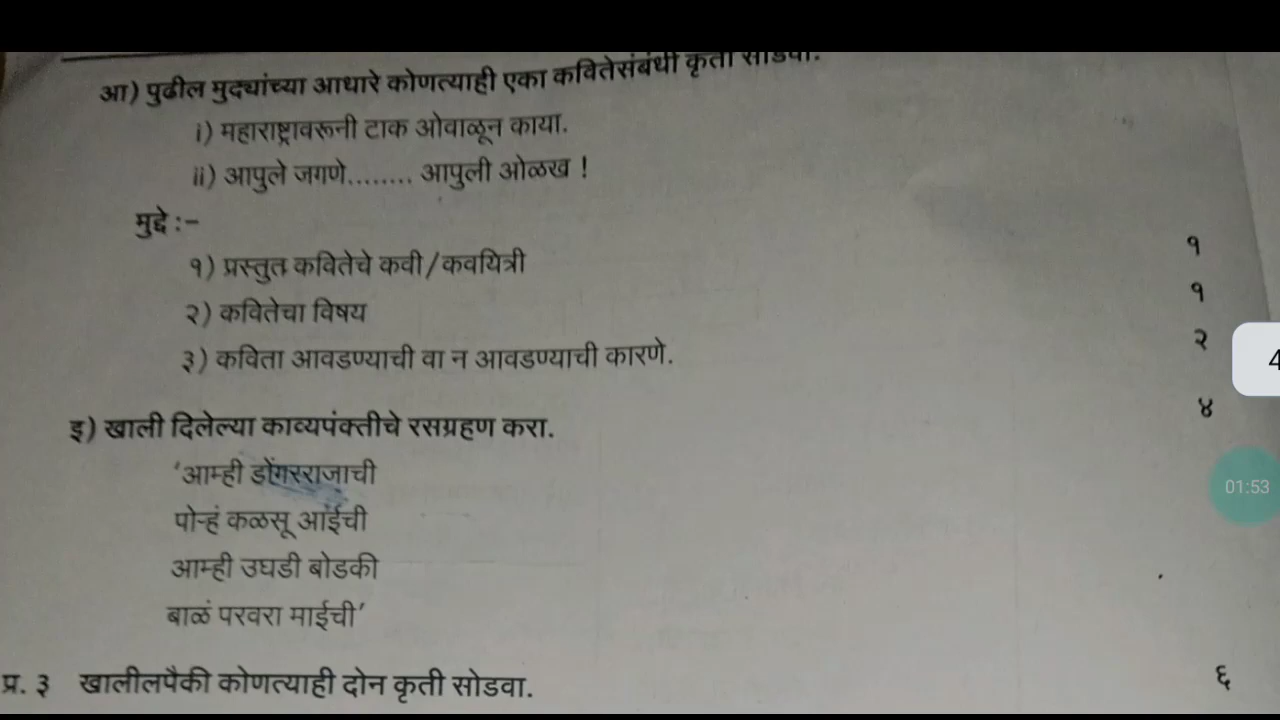 आ) पुढील मुद्यांच्या आधारे कोणत्याही एका कवितेसंबंधी कृती सोडवा.
i) महाराष्ट्रावरूनी टाक ओवाळून काया.
ii) आपुले जगणे........ आपुली ओळख !
मुद्दे :-
१) प्रस्तुत कवितेचे कवी/कवयित्री १
२) कवितेचा विषय १
३) कविता आवडण्याची वा न आवडण्याची कारणे. २
इ) खाली दिलेल्या काव्यपंक्तीचे रसग्रहण करा. ४
'आम्ही डोंगरराजाची
पोऱ्हं कळसू आईची
आम्ही उघडी बोडकी
बाळं परवरा माईची'
प्र. ३ खालीलपैकी कोणत्याही दोन कृती सोडवा. ६
4
01:53